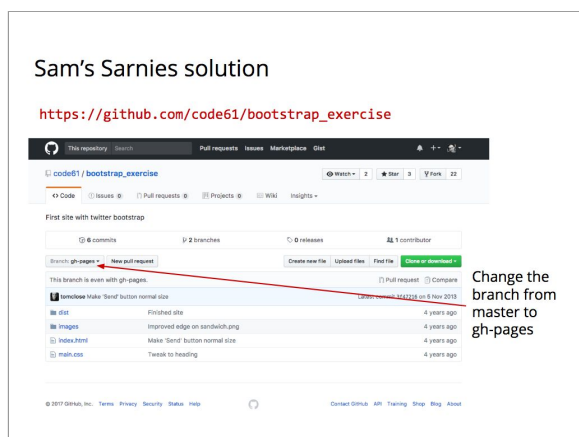 Sam's Sarnies solution
https://github.com/code61/bootstrap_exercise
This repository Search Pull requests Issues Marketplace Gist
code61 / bootstrap_exercise Watch 2 Star 3 Fork 22
Code Issues 0 Pull requests 0 Projects 0 Wiki Insights
First site with twitter bootstrap
6 commits 2 branches 0 releases 1 contributor
Branch: gh-pages New pull request Create new file Upload files Find file Clone or download
This branch is even with gh-pages. Pull request Compare
tomclose Make 'Send' button normal size Latest commit on 5 Nov 2013
dist Finished site 4 years ago
images Improved edge on sandwich.png 4 years ago
index.html Make 'Send' button normal size 4 years ago
main.css Tweak to heading 4 years ago
Change the
branch from
master to
gh-pages
© 2017 GitHub, Inc. Terms Privacy Security Status Help Contact GitHub API Training Shop Blog About